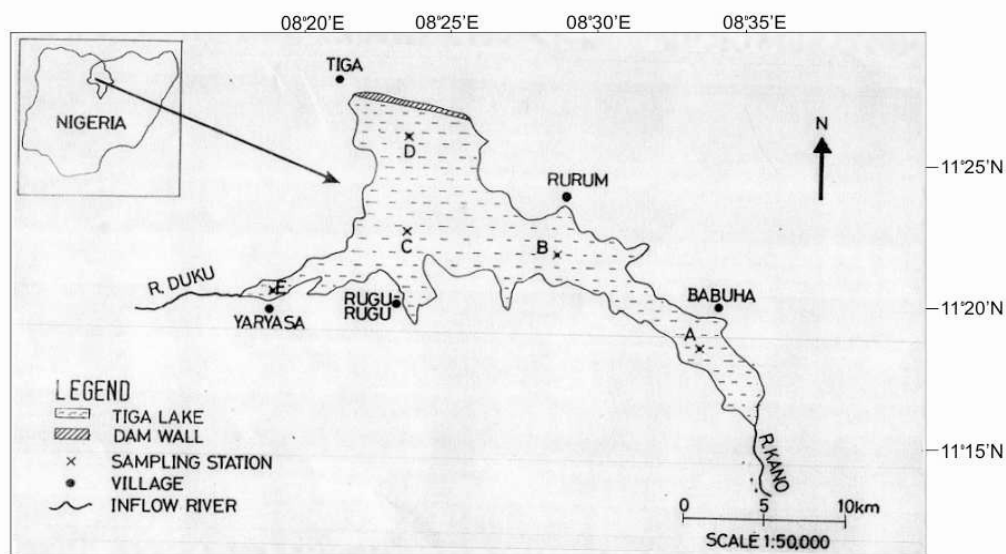 08°20'E 08°25'E 08°30'E 08°35'E
TIGA
NIGERIA
N
D
11°25'N
RURUM
C
B
R. DUKU
E
RUGU
RUGU
BABUHA
11°20'N
YARYASA
A
LEGEND
TIGA LAKE
DAM WALL
SAMPLING STATION
VILLAGE
INFLOW RIVER
R.KANO
11°15'N
0 5 10km
SCALE 1:50,000